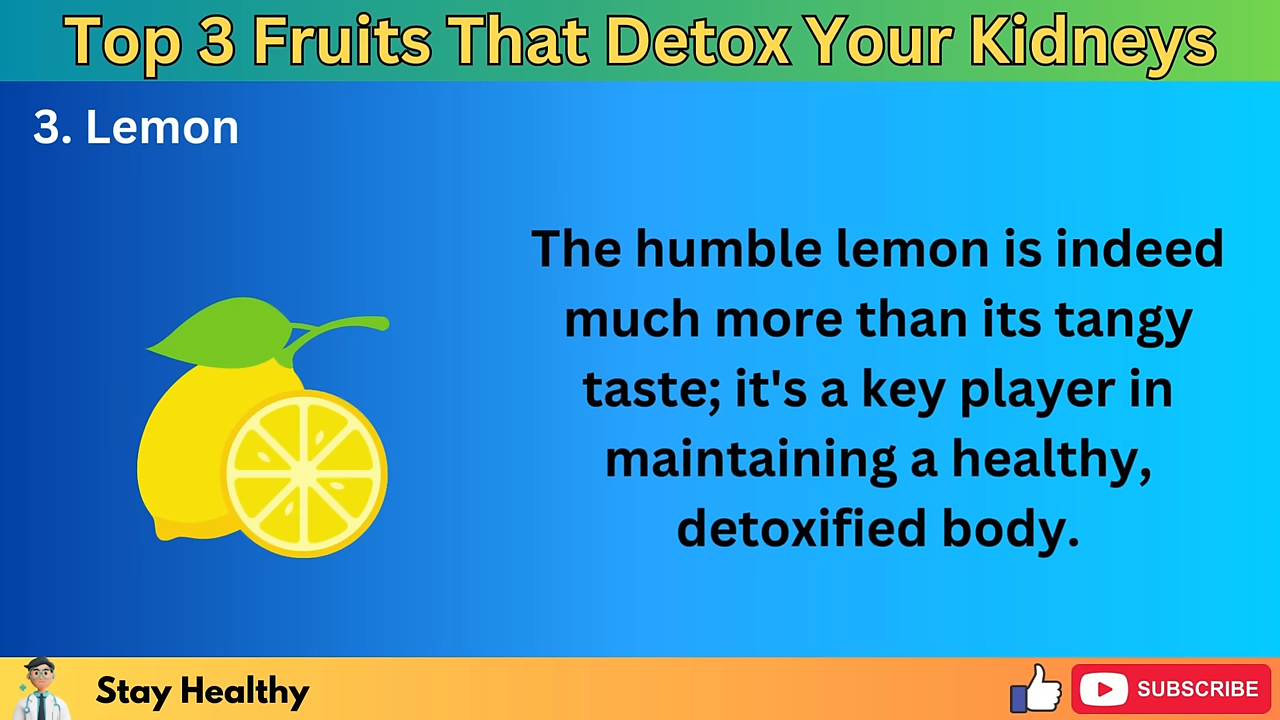 Top 3 Fruits That Detox Your Kidneys
3. Lemon
The humble lemon is indeed
much more than its tangy
taste; it's a key player in
maintaining a healthy,
detoxified body.
Stay Healthy
SUBSCRIBE